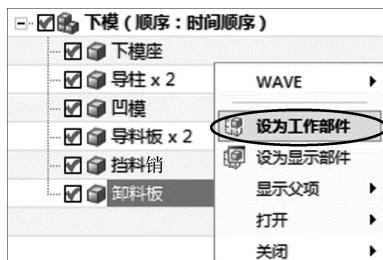 下模（顺序：时间顺序）
下模座
导柱 x 2
凹模
导料板 x 2
挡料销
卸料板
WAVE
设为工作部件
设为显示部件
显示父项
打开
关闭